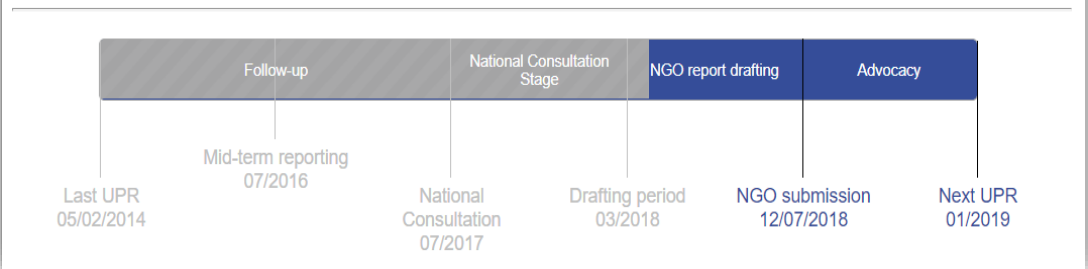 Follow-up
National Consultation
Stage
NGO report drafting
Advocacy
Mid-term reporting
07/2016
Last UPR
05/02/2014
National
Consultation
07/2017
Drafting period
03/2018
NGO submission
12/07/2018
Next UPR
01/2019